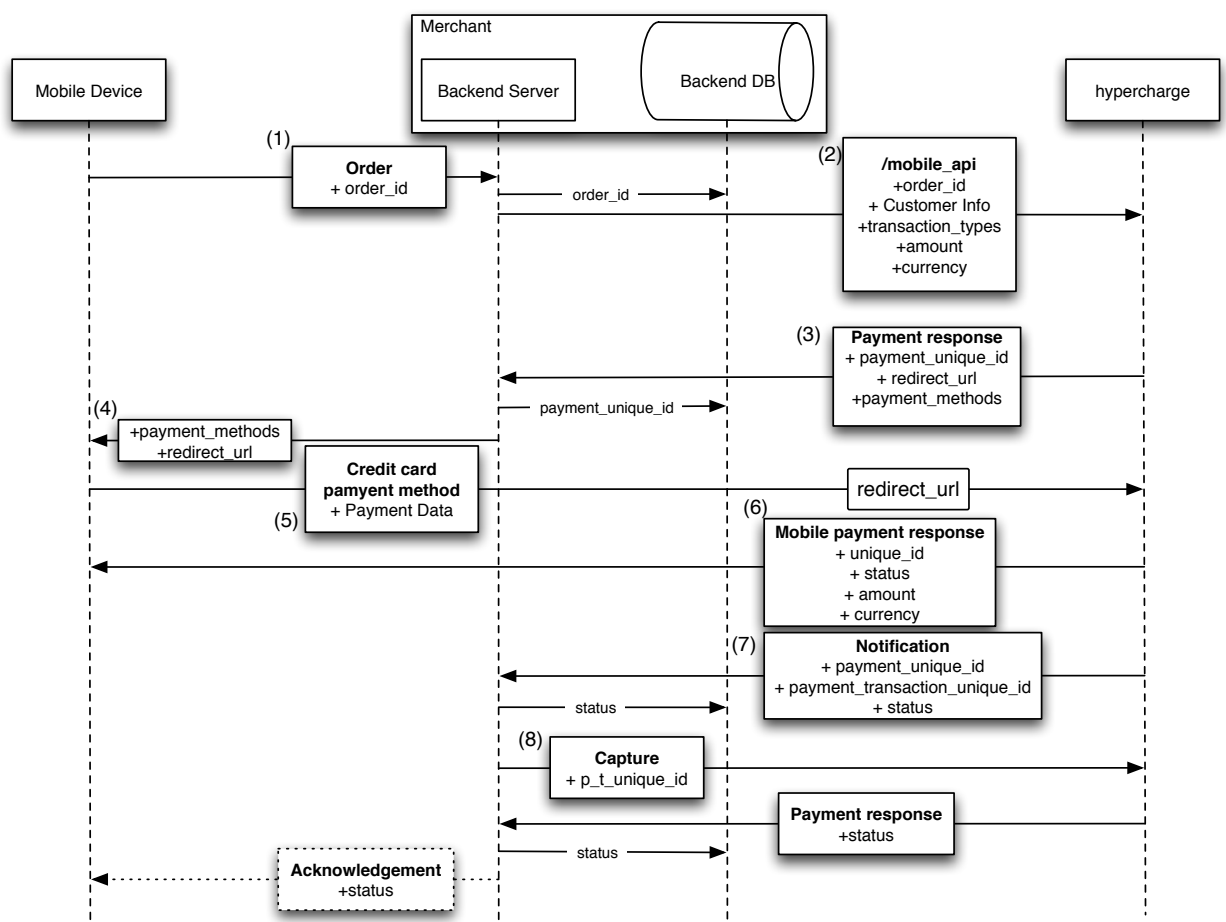 Merchant
Mobile Device
Backend Server
Backend DB
hypercharge
(1)
Order
+ order_id
order_id
(2)
/mobile_api
+order_id
+ Customer Info
+transaction_types
+amount
+currency
(3)
Payment response
+ payment_unique_id
+ redirect_url
+payment_methods
payment_unique_id
(4)
+payment_methods
+redirect_url
Credit card
pamyent method
+ Payment Data
(5)
redirect_url
(6)
Mobile payment response
+ unique_id
+ status
+ amount
+ currency
(7)
Notification
+ payment_unique_id
+ payment_transaction_unique_id
+ status
status
(8)
Capture
+ p_t_unique_id
Payment response
+status
status
Acknowledgement
+status